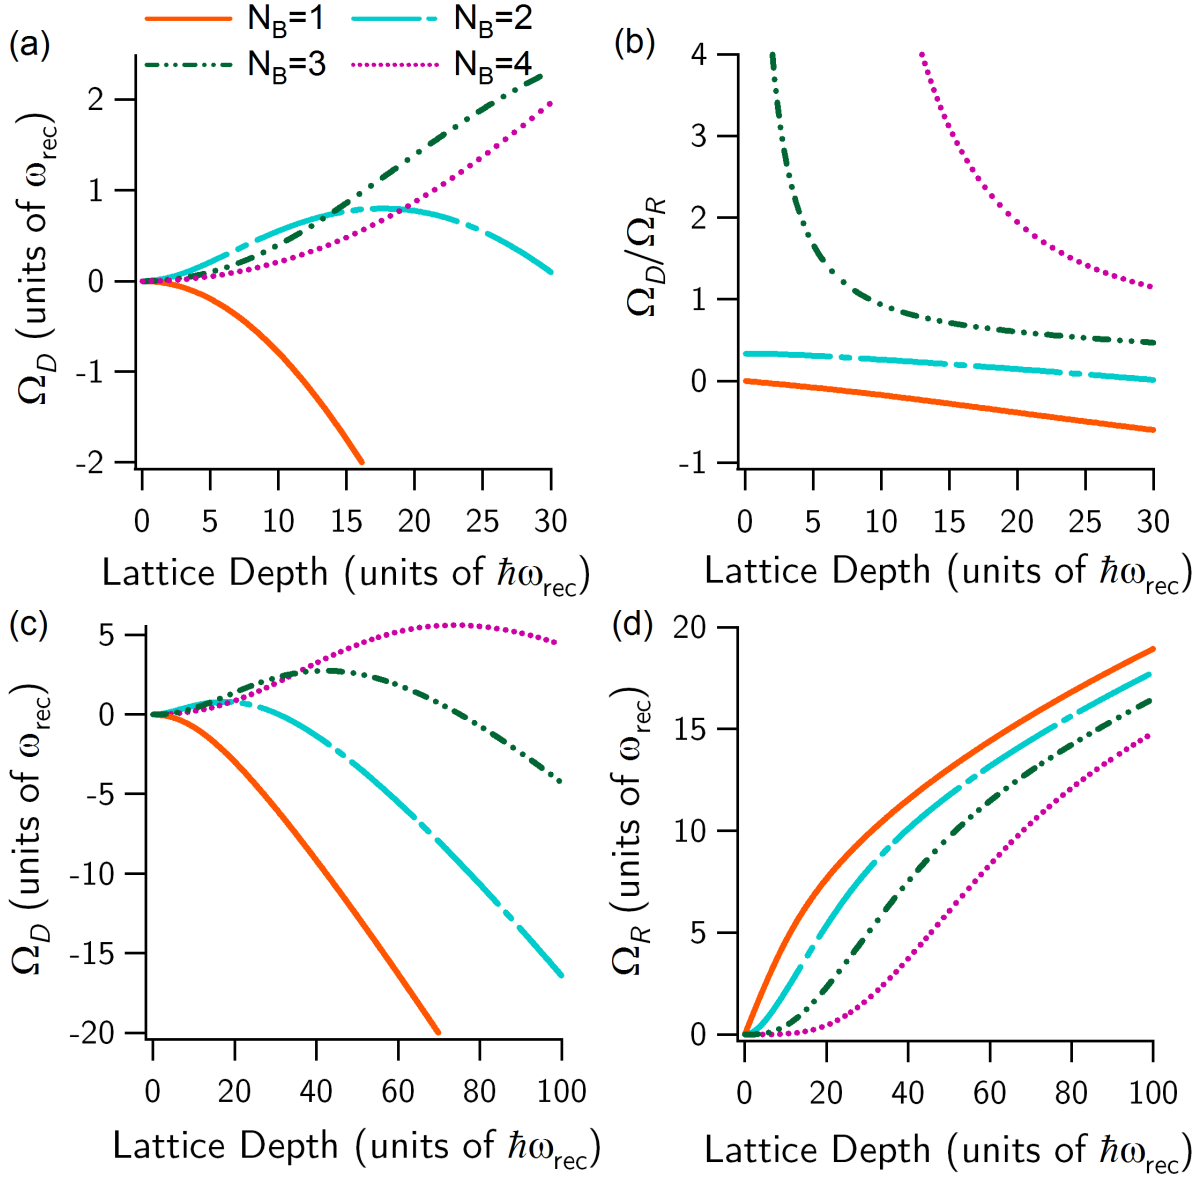 (a)
N_B=1
N_B=2
N_B=3
N_B=4
Ω_D (units of ω_rec)
2
1
0
-1
-2
0 5 10 15 20 25 30
Lattice Depth (units of ħω_rec)
(b)
Ω_D/Ω_R
4
3
2
1
0
-1
0 5 10 15 20 25 30
Lattice Depth (units of ħω_rec)
(c)
Ω_D (units of ω_rec)
5
0
-5
-10
-15
-20
0 20 40 60 80 100
Lattice Depth (units of ħω_rec)
(d)
Ω_R (units of ω_rec)
20
15
10
5
0
0 20 40 60 80 100
Lattice Depth (units of ħω_rec)